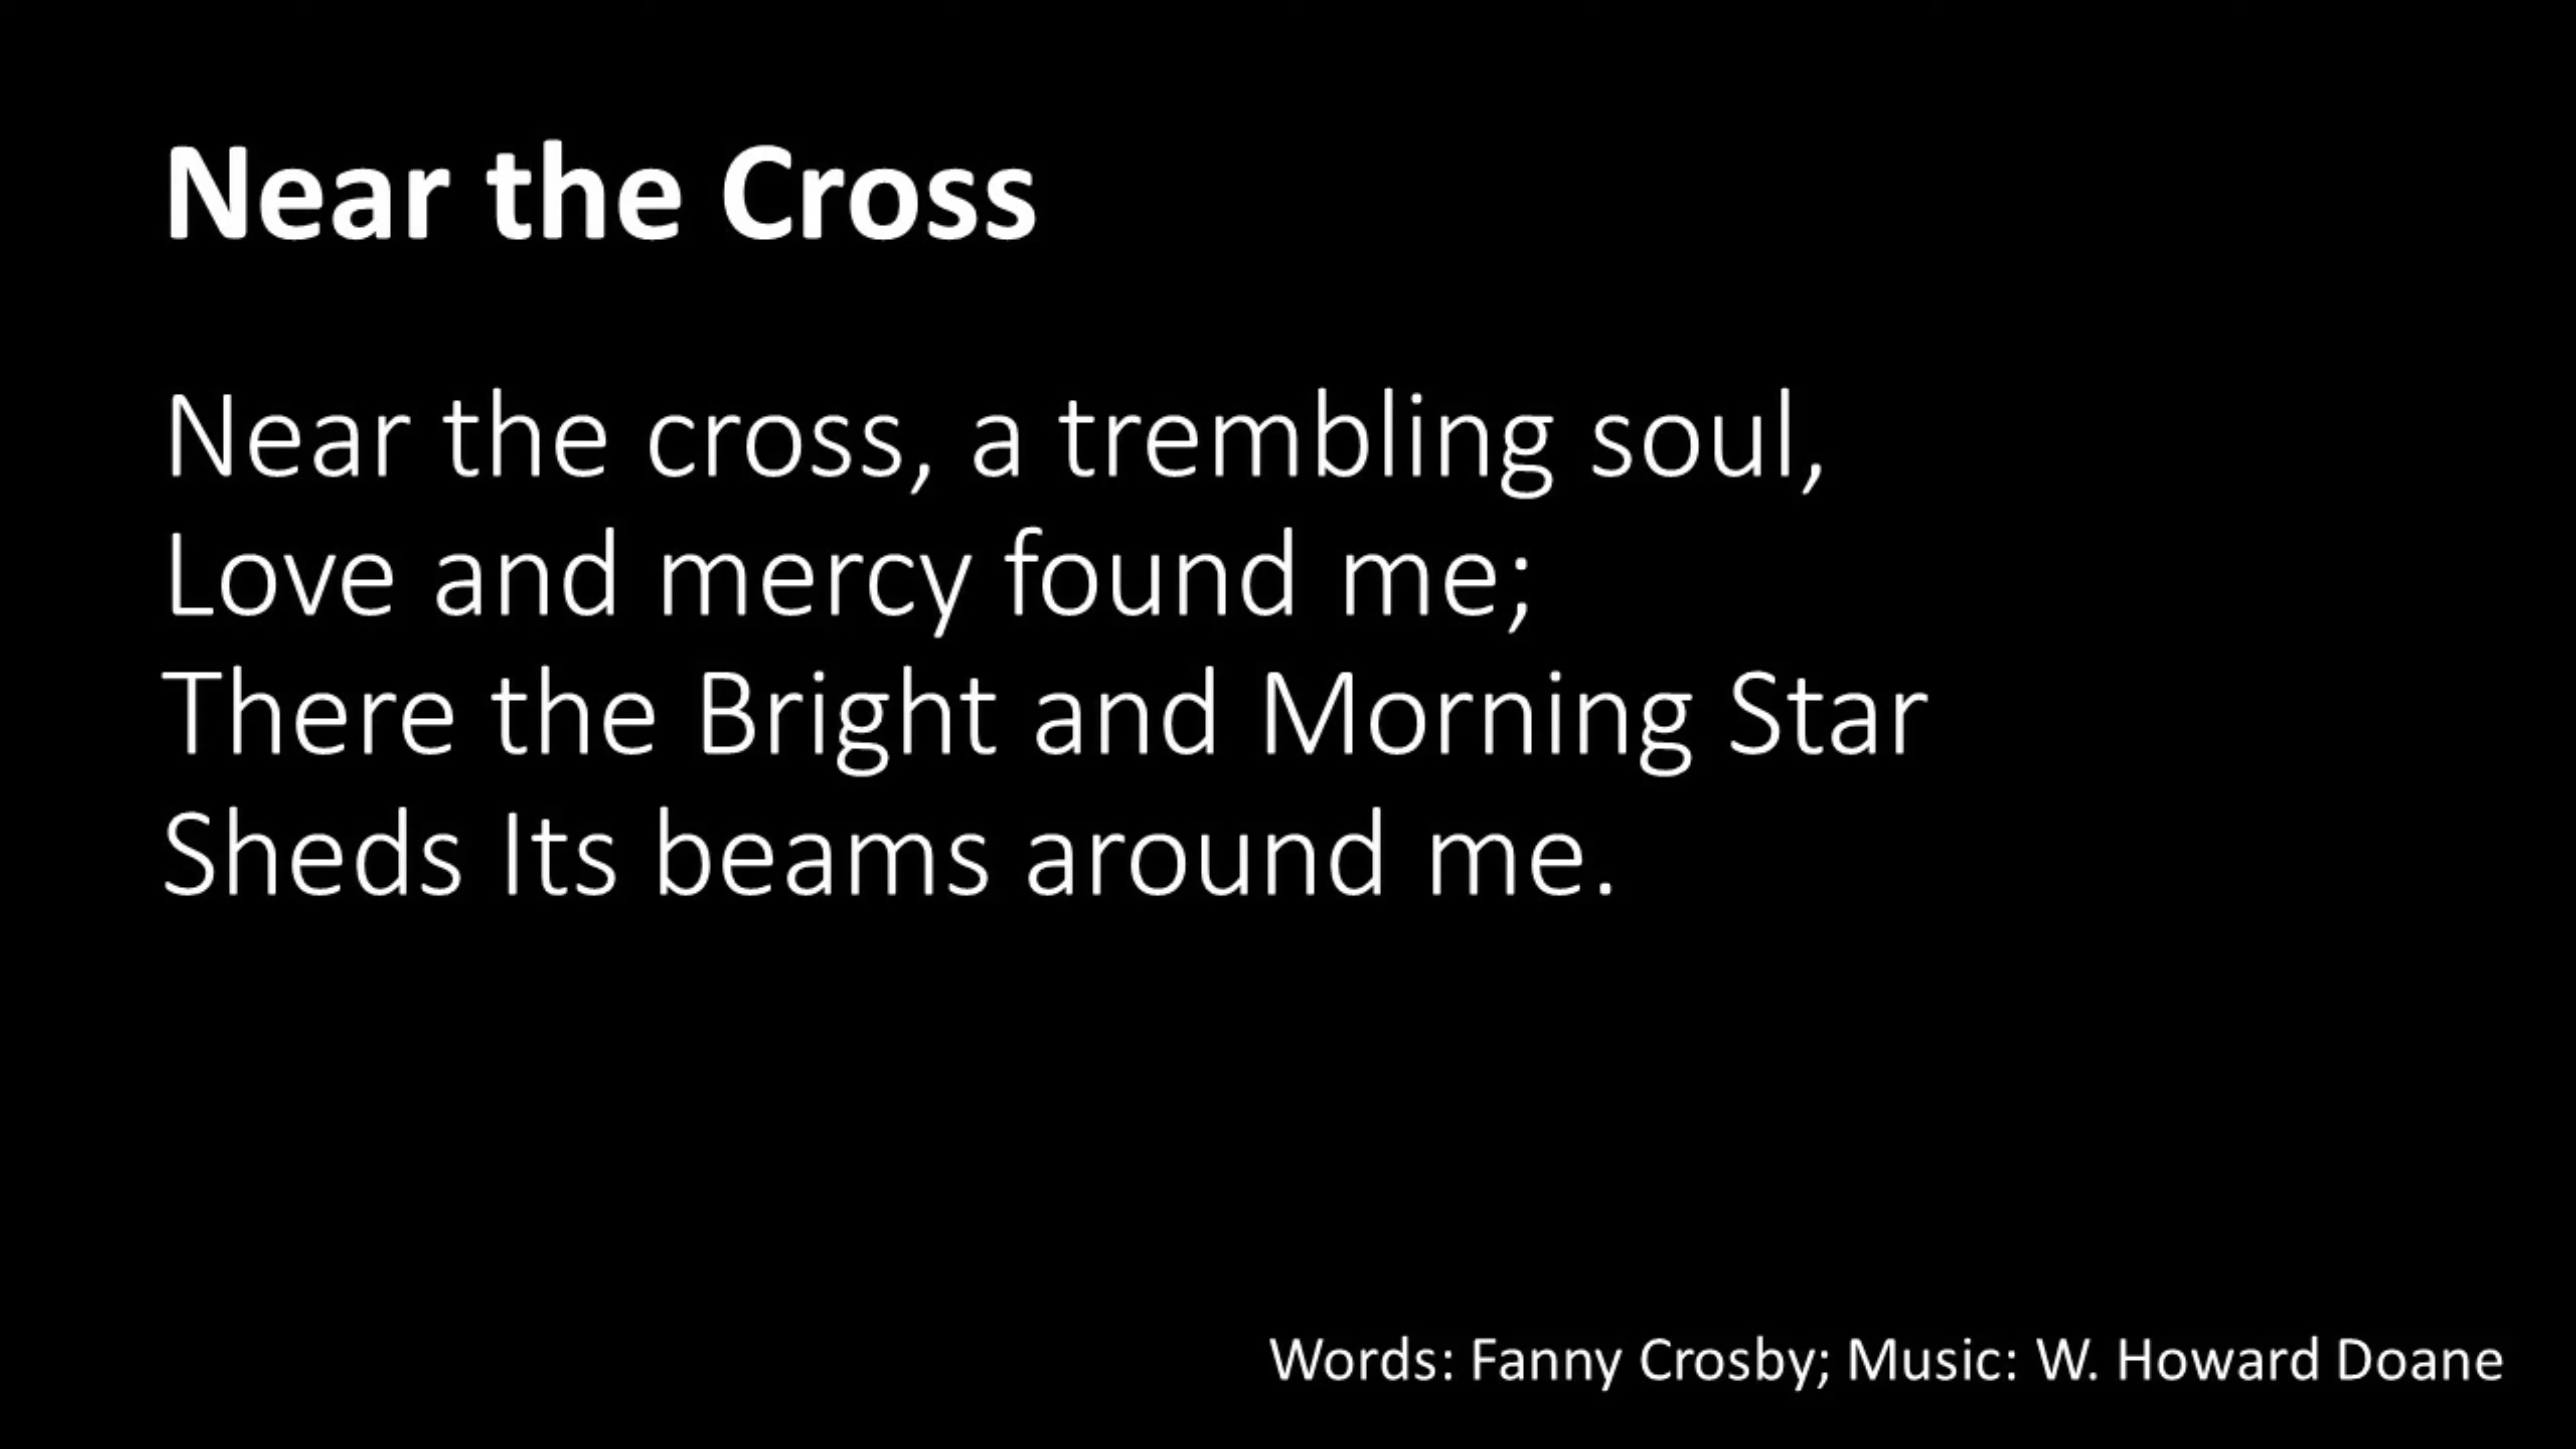 Near the Cross
Near the cross, a trembling soul,
Love and mercy found me;
There the Bright and Morning Star
Sheds Its beams around me.
Words: Fanny Crosby; Music: W. Howard Doane